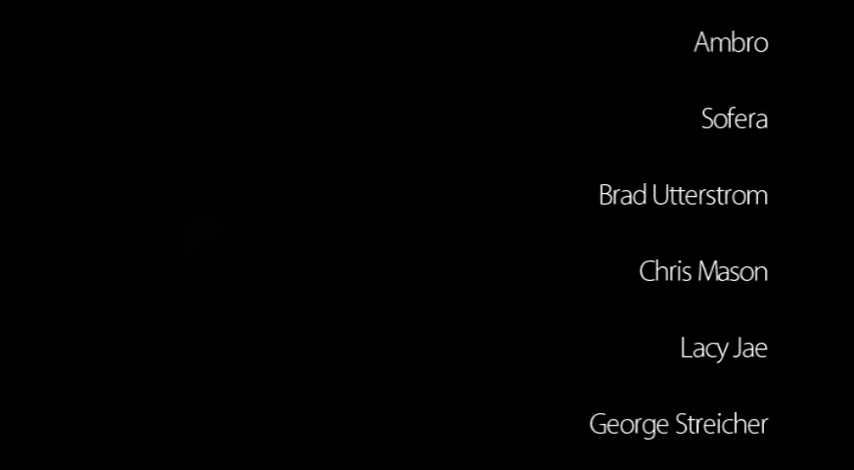 Ambro
Sofera
Brad Utterstrom
Chris Mason
Lacy Jae
George Streicher